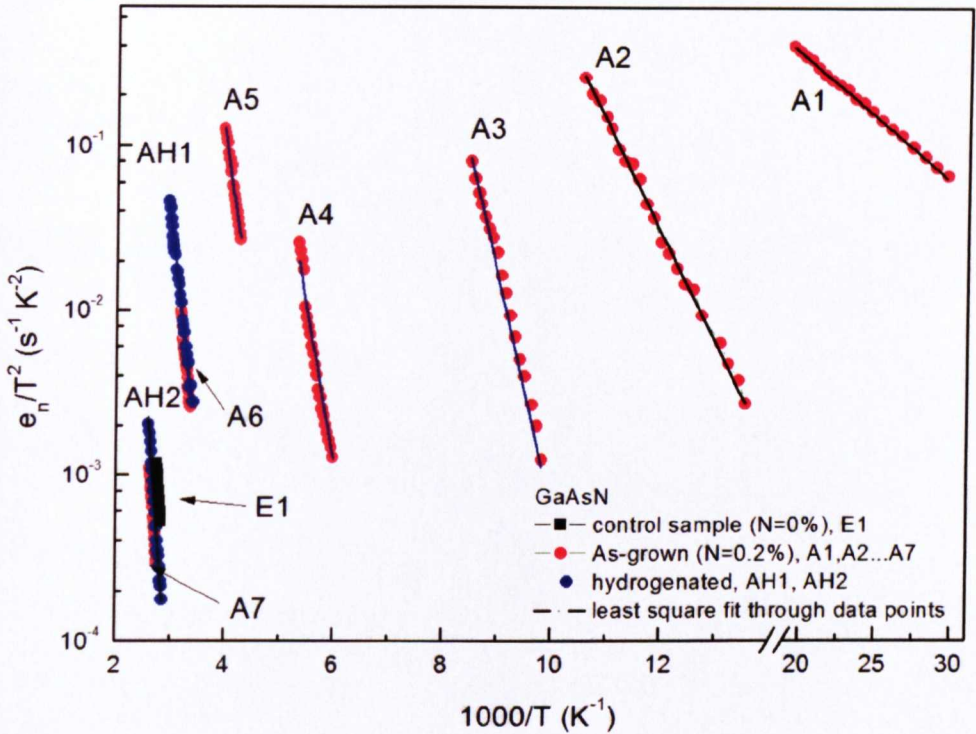 A1
A2
A5
A3
AH1
A4
A6
AH2
E1
A7
10⁻¹
10⁻²
10⁻³
10⁻⁴
eₙ/T² (s⁻¹ K⁻²)
GaAsN
control sample (N=0%), E1
As-grown (N=0.2%), A1,A2...A7
hydrogenated, AH1, AH2
least square fit through data points
2 4 6 8 10 12 20 25 30
1000/T (K⁻¹)